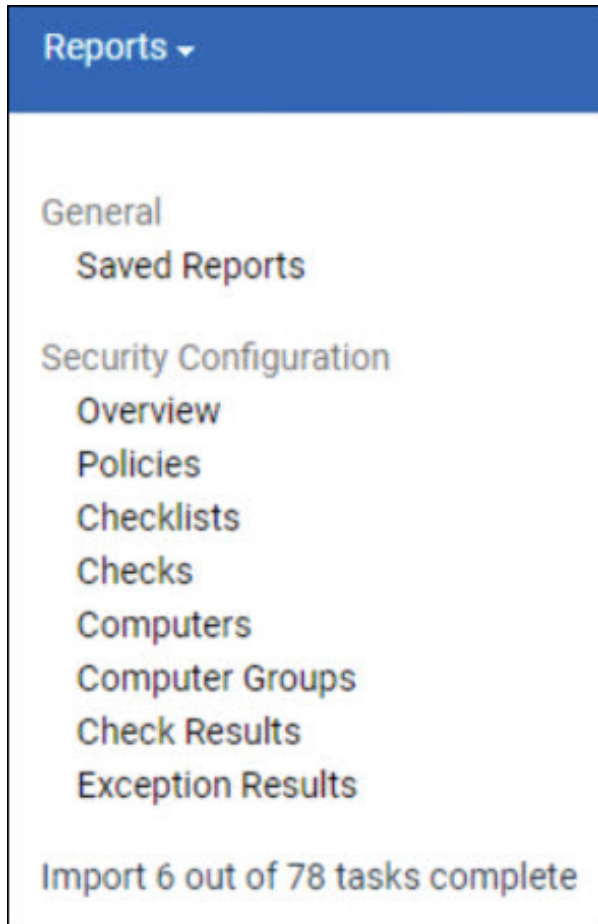 Reports
General
Saved Reports
Security Configuration
Overview
Policies
Checklists
Checks
Computers
Computer Groups
Check Results
Exception Results
Import 6 out of 78 tasks complete